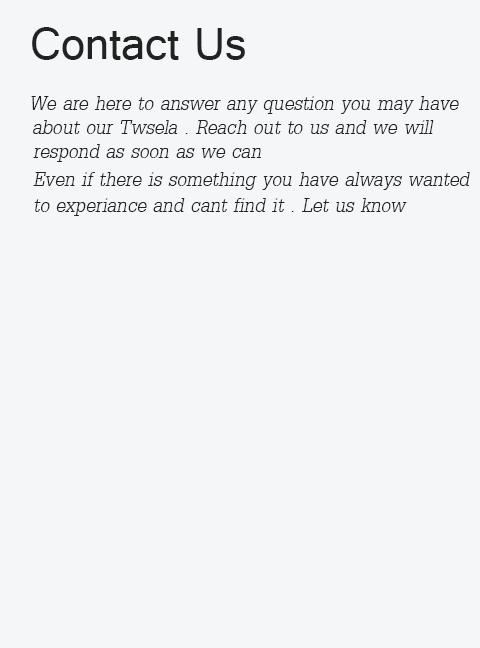 Contact Us
We are here to answer any question you may have
about our Twsela . Reach out to us and we will
respond as soon as we can
Even if there is something you have always wanted
to experiance and cant find it . Let us know